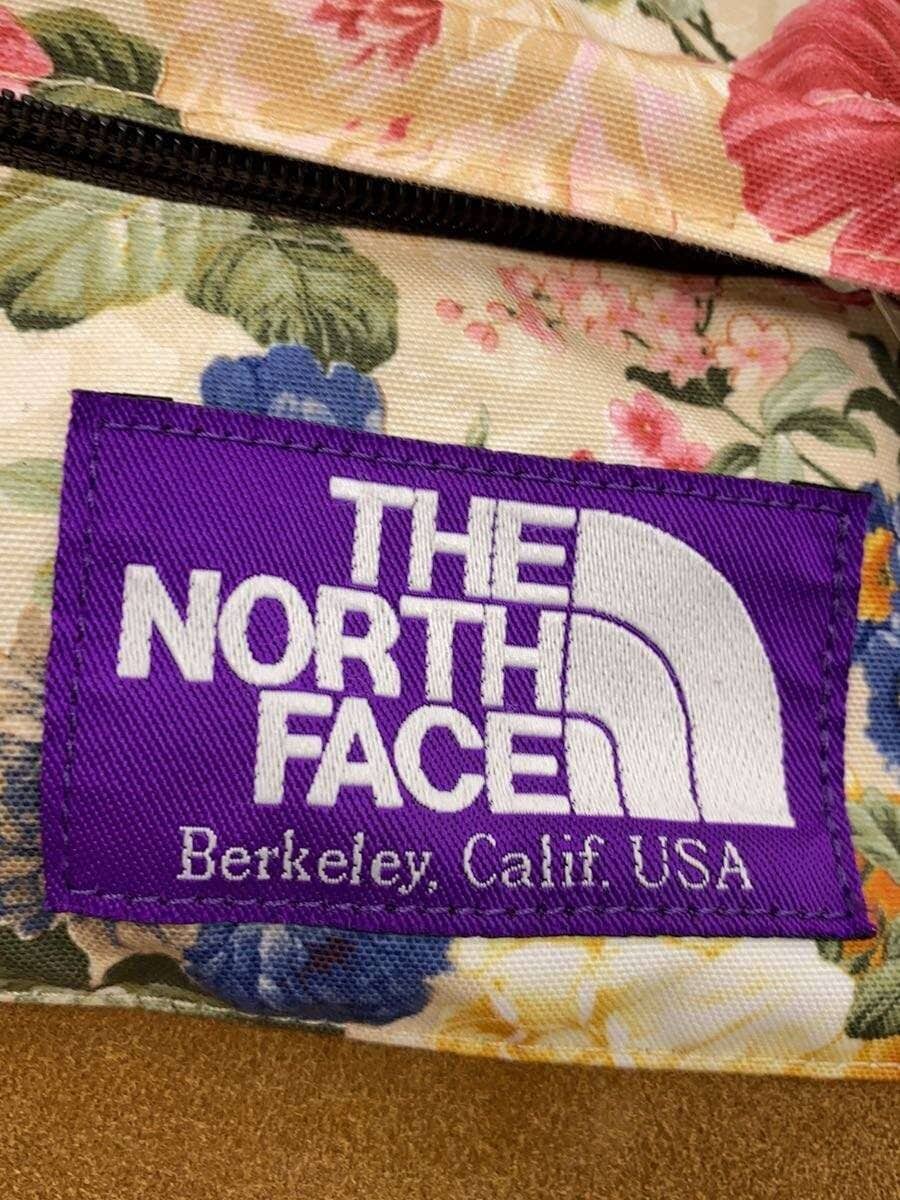 THE
NORTH
FACE
Berkeley, Calif. USA